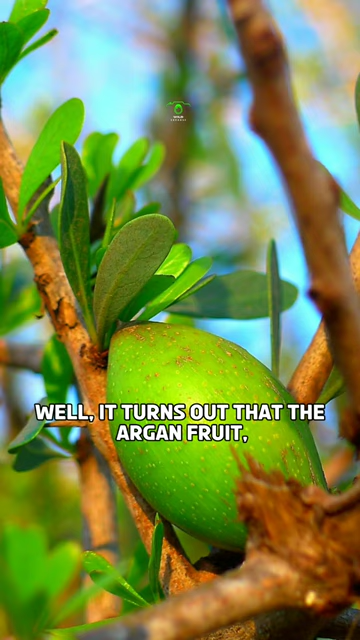 WELL, IT TURNS OUT THAT THE
ARGAN FRUIT,